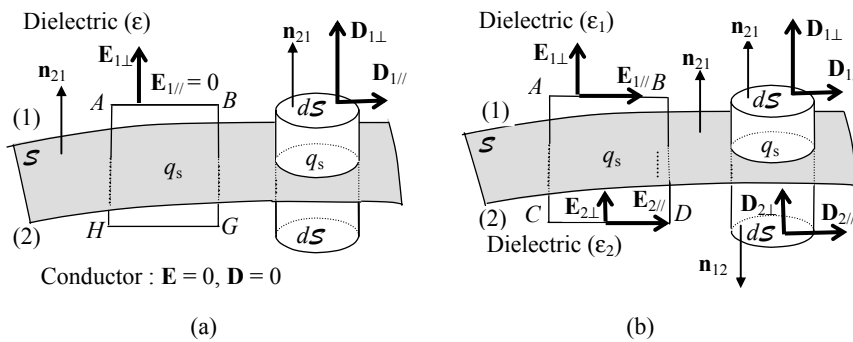 Dielectric (ε)
E1⊥
D1⊥
n21
n21
E1// = 0
D1//
A
B
dS
(1)
S
qs
qs
(2)
H
G
dS
Conductor : E = 0, D = 0
(a)
Dielectric (ε1)
E1⊥
D1⊥
n21
n21
E1//
D1/
A
B
dS
(1)
S
qs
qs
(2)
C
E2⊥
E2//
D
D2⊥
D2//
dS
Dielectric (ε2)
n12
(b)